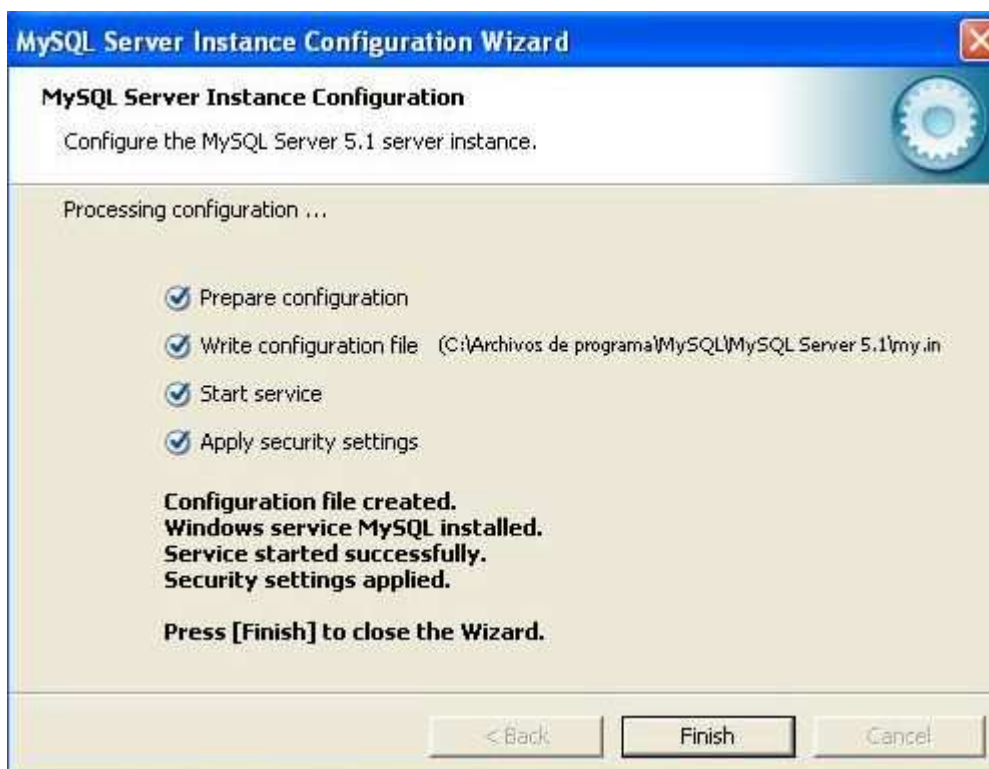 MySQL Server Instance Configuration Wizard
MySQL Server Instance Configuration
Configure the MySQL Server 5.1 server instance.
Processing configuration ...
Prepare configuration
Write configuration file (C:\Archivos de programa\MySQL\MySQL Server 5.1\my.in
Start service
Apply security settings
Configuration file created.
Windows service MySQL installed.
Service started successfully.
Security settings applied.
Press [Finish] to close the Wizard.
< Back Finish Cancel